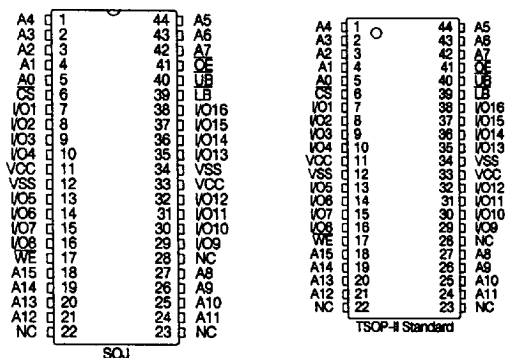 A4 1 44 A5
A3 2 43 A6
A2 3 42 A7
A1 4 41 OE
A0 5 40 UB
CS 6 39 LB
I/O1 7 38 I/O16
I/O2 8 37 I/O15
I/O3 9 36 I/O14
I/O4 10 35 I/O13
VCC 11 34 VSS
VSS 12 33 VCC
I/O5 13 32 I/O12
I/O6 14 31 I/O11
I/O7 15 30 I/O10
I/O8 16 29 I/O9
WE 17 28 NC
A15 18 27 A8
A14 19 26 A9
A13 20 25 A10
A12 21 24 A11
NC 22 23 NC
SOJ
A4 1 44 A5
A3 2 43 A6
A2 3 42 A7
A1 4 41 OE
A0 5 40 UB
CS 6 39 LB
I/O1 7 38 I/O16
I/O2 8 37 I/O15
I/O3 9 36 I/O14
I/O4 10 35 I/O13
VCC 11 34 VSS
VSS 12 33 VCC
I/O5 13 32 I/O12
I/O6 14 31 I/O11
I/O7 15 30 I/O10
I/O8 16 29 I/O9
WE 17 28 NC
A15 18 27 A8
A14 19 26 A9
A13 20 25 A10
A12 21 24 A11
NC 22 23 NC
TSOP-II Standard